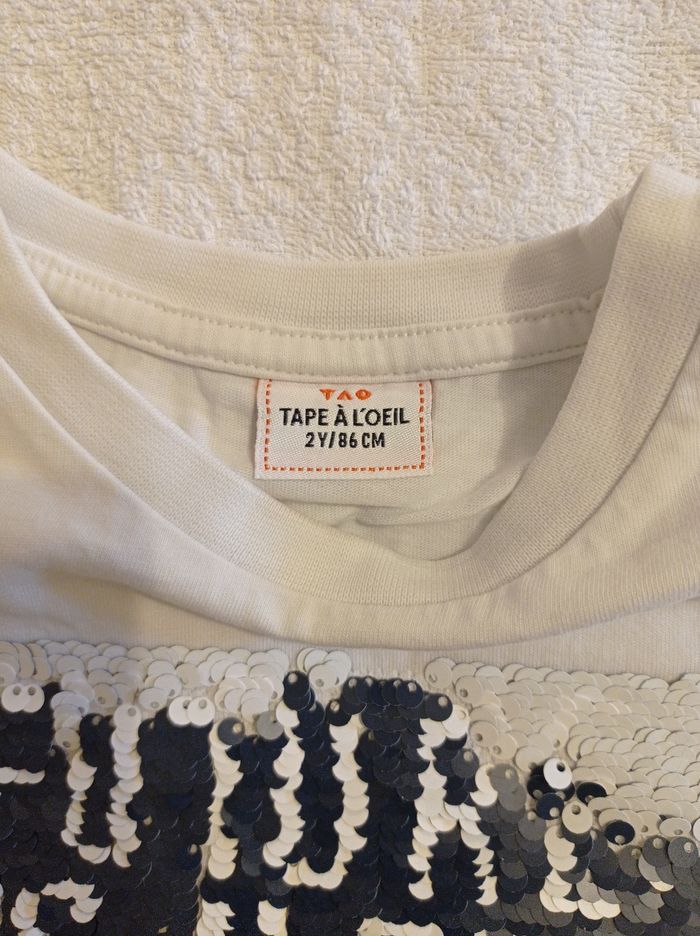 TAO
TAPE À L'OEIL
2Y/86 CM